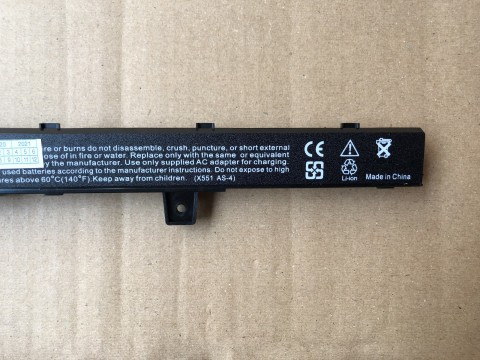 20 2021
re or burns do not disassemble, crush, puncture, or short external
ose of in fire or water. Replace only with the same or equivalent
by the manufacturer. Use only supplied AC adapter for charging.
used batteries according to the manufacturer instructions. Do not expose to high
ures above 60°C(140°F).Keep away from children. (X551 AS-4)
CE
Li-ion
Made in China